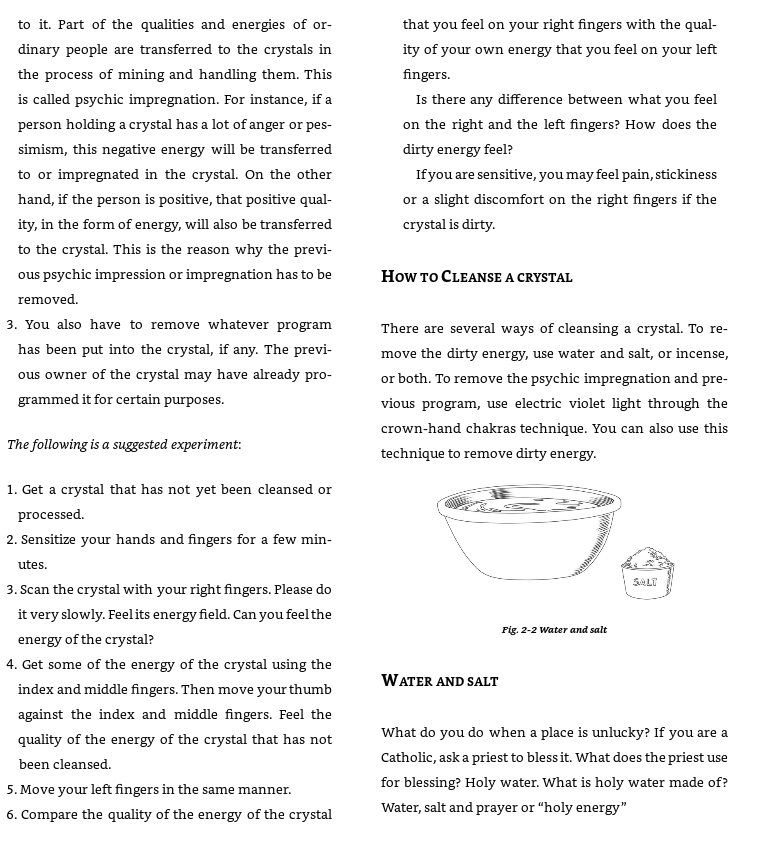 to it. Part of the qualities and energies of or-
dinary people are transferred to the crystals in
the process of mining and handling them. This
is called psychic impregnation. For instance, if a
person holding a crystal has a lot of anger or pes-
simism, this negative energy will be transferred
to or impregnated in the crystal. On the other
hand, if the person is positive, that positive qual-
ity, in the form of energy, will also be transferred
to the crystal. This is the reason why the previ-
ous psychic impression or impregnation has to be
removed.
3. You also have to remove whatever program
has been put into the crystal, if any. The previ-
ous owner of the crystal may have already pro-
grammed it for certain purposes.
The following is a suggested experiment:
1. Get a crystal that has not yet been cleansed or
processed.
2. Sensitize your hands and fingers for a few min-
utes.
3. Scan the crystal with your right fingers. Please do
it very slowly. Feel its energy field. Can you feel the
energy of the crystal?
4. Get some of the energy of the crystal using the
index and middle fingers. Then move your thumb
against the index and middle fingers. Feel the
quality of the energy of the crystal that has not
been cleansed.
5. Move your left fingers in the same manner.
6. Compare the quality of the energy of the crystal
that you feel on your right fingers with the qual-
ity of your own energy that you feel on your left
fingers.
Is there any difference between what you feel
on the right and the left fingers? How does the
dirty energy feel?
If you are sensitive, you may feel pain, stickiness
or a slight discomfort on the right fingers if the
crystal is dirty.
How to Cleanse a crystal
There are several ways of cleansing a crystal. To re-
move the dirty energy, use water and salt, or incense,
or both. To remove the psychic impregnation and pre-
vious program, use electric violet light through the
crown-hand chakras technique. You can also use this
technique to remove dirty energy.
SALT
Fig. 2-2 Water and salt
Water and salt
What do you do when a place is unlucky? If you are a
Catholic, ask a priest to bless it. What does the priest use
for blessing? Holy water. What is holy water made of?
Water, salt and prayer or “holy energy”